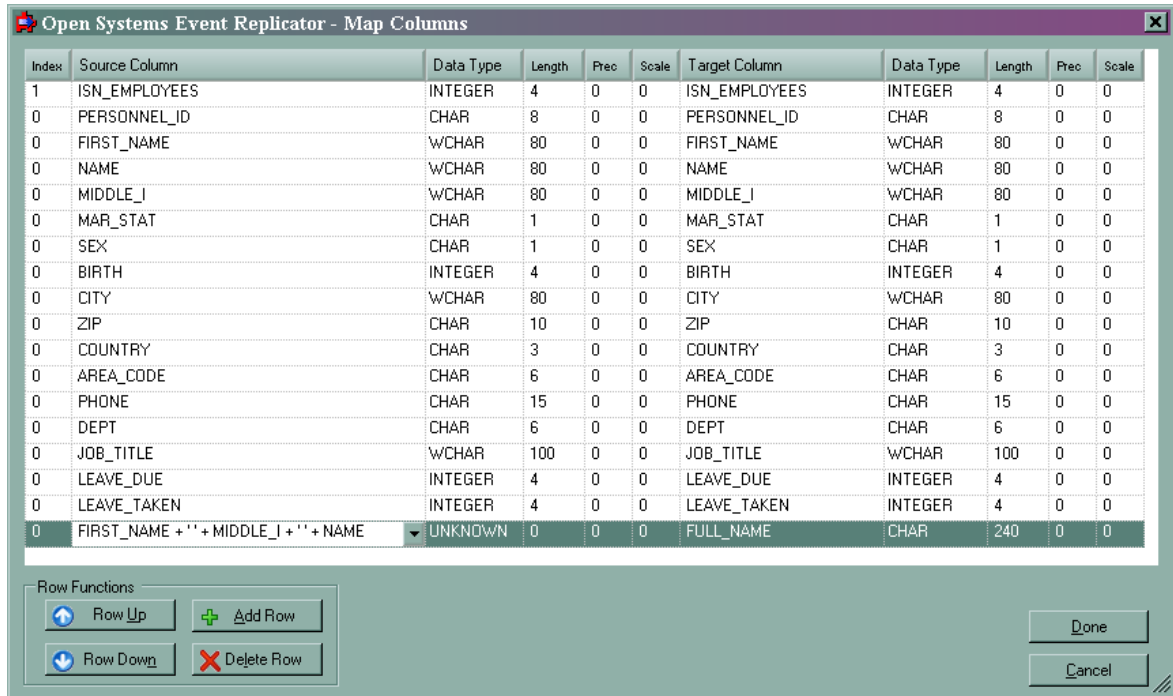 Open Systems Event Replicator - Map Columns
Index Source Column Data Type Length Prec Scale Target Column Data Type Length Prec Scale
1 ISN_EMPLOYEES INTEGER 4 0 0 ISN_EMPLOYEES INTEGER 4 0 0
0 PERSONNEL_ID CHAR 8 0 0 PERSONNEL_ID CHAR 8 0 0
0 FIRST_NAME WCHAR 80 0 0 FIRST_NAME WCHAR 80 0 0
0 NAME WCHAR 80 0 0 NAME WCHAR 80 0 0
0 MIDDLE_I WCHAR 80 0 0 MIDDLE_I WCHAR 80 0 0
0 MAR_STAT CHAR 1 0 0 MAR_STAT CHAR 1 0 0
0 SEX CHAR 1 0 0 SEX CHAR 1 0 0
0 BIRTH INTEGER 4 0 0 BIRTH INTEGER 4 0 0
0 CITY WCHAR 80 0 0 CITY WCHAR 80 0 0
0 ZIP CHAR 10 0 0 ZIP CHAR 10 0 0
0 COUNTRY CHAR 3 0 0 COUNTRY CHAR 3 0 0
0 AREA_CODE CHAR 6 0 0 AREA_CODE CHAR 6 0 0
0 PHONE CHAR 15 0 0 PHONE CHAR 15 0 0
0 DEPT CHAR 6 0 0 DEPT CHAR 6 0 0
0 JOB_TITLE WCHAR 100 0 0 JOB_TITLE WCHAR 100 0 0
0 LEAVE_DUE INTEGER 4 0 0 LEAVE_DUE INTEGER 4 0 0
0 LEAVE_TAKEN INTEGER 4 0 0 LEAVE_TAKEN INTEGER 4 0 0
0 FIRST_NAME + ' ' + MIDDLE_I + ' ' + NAME UNKNOWN 0 0 0 FULL_NAME CHAR 240 0 0
Row Functions
Row Up Add Row
Row Down Delete Row
Done
Cancel